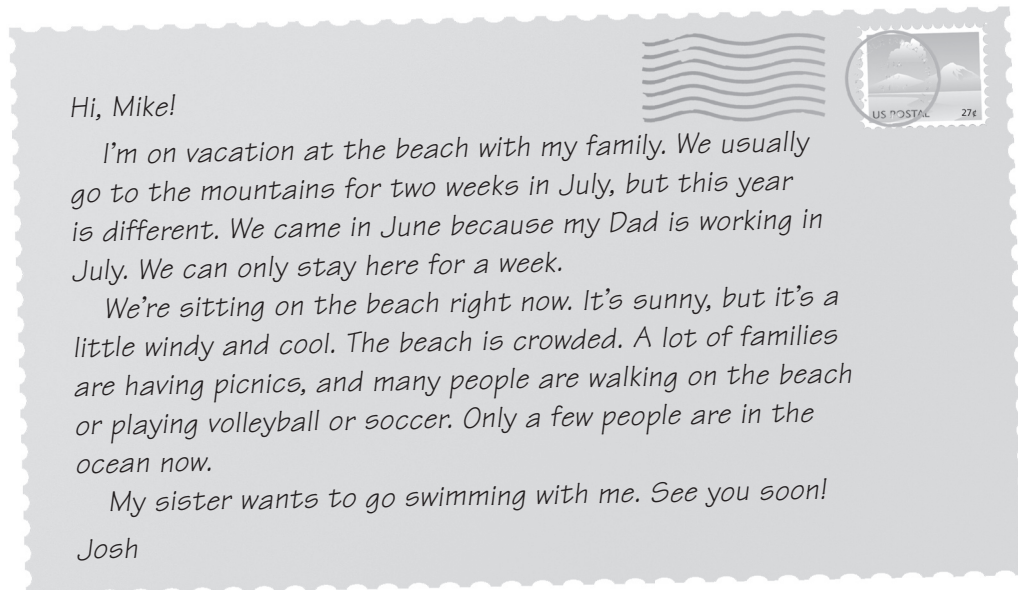 US POSTAL 27¢
Hi, Mike!
I'm on vacation at the beach with my family. We usually
go to the mountains for two weeks in July, but this year
is different. We came in June because my Dad is working in
July. We can only stay here for a week.
We're sitting on the beach right now. It's sunny, but it's a
little windy and cool. The beach is crowded. A lot of families
are having picnics, and many people are walking on the beach
or playing volleyball or soccer. Only a few people are in the
ocean now.
My sister wants to go swimming with me. See you soon!
Josh